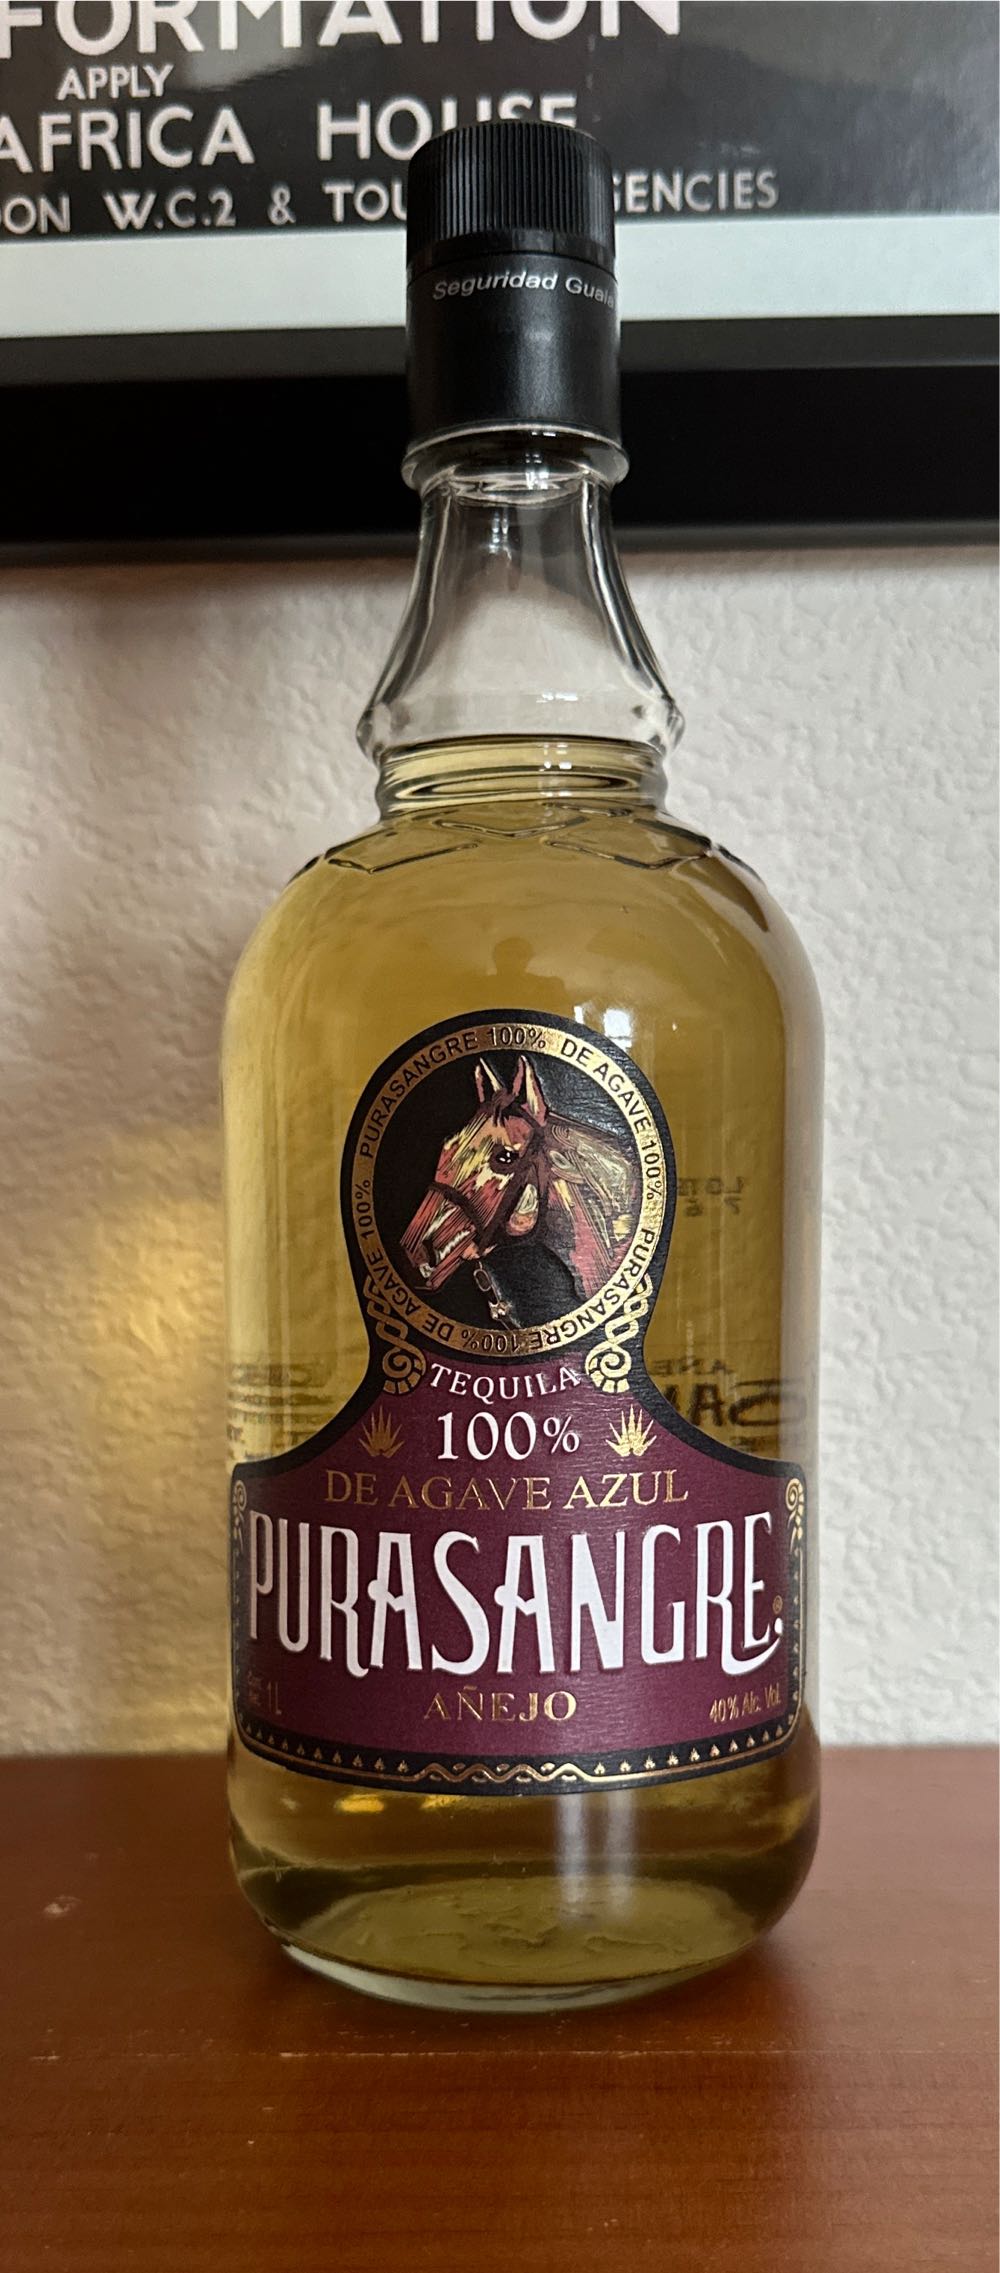 FORMATION
APPLY
AFRICA HOUSE
W.C.2 & TOU GENCIES
Seguridad Guala
PURASANGRE 100% DE AGAVE 100% PURASANGRE 100% DE AGAVE 100%
TEQUILA
100%
DE AGAVE AZUL
PURASANGRE®
AÑEJO
1L
40% Alc. Vol.